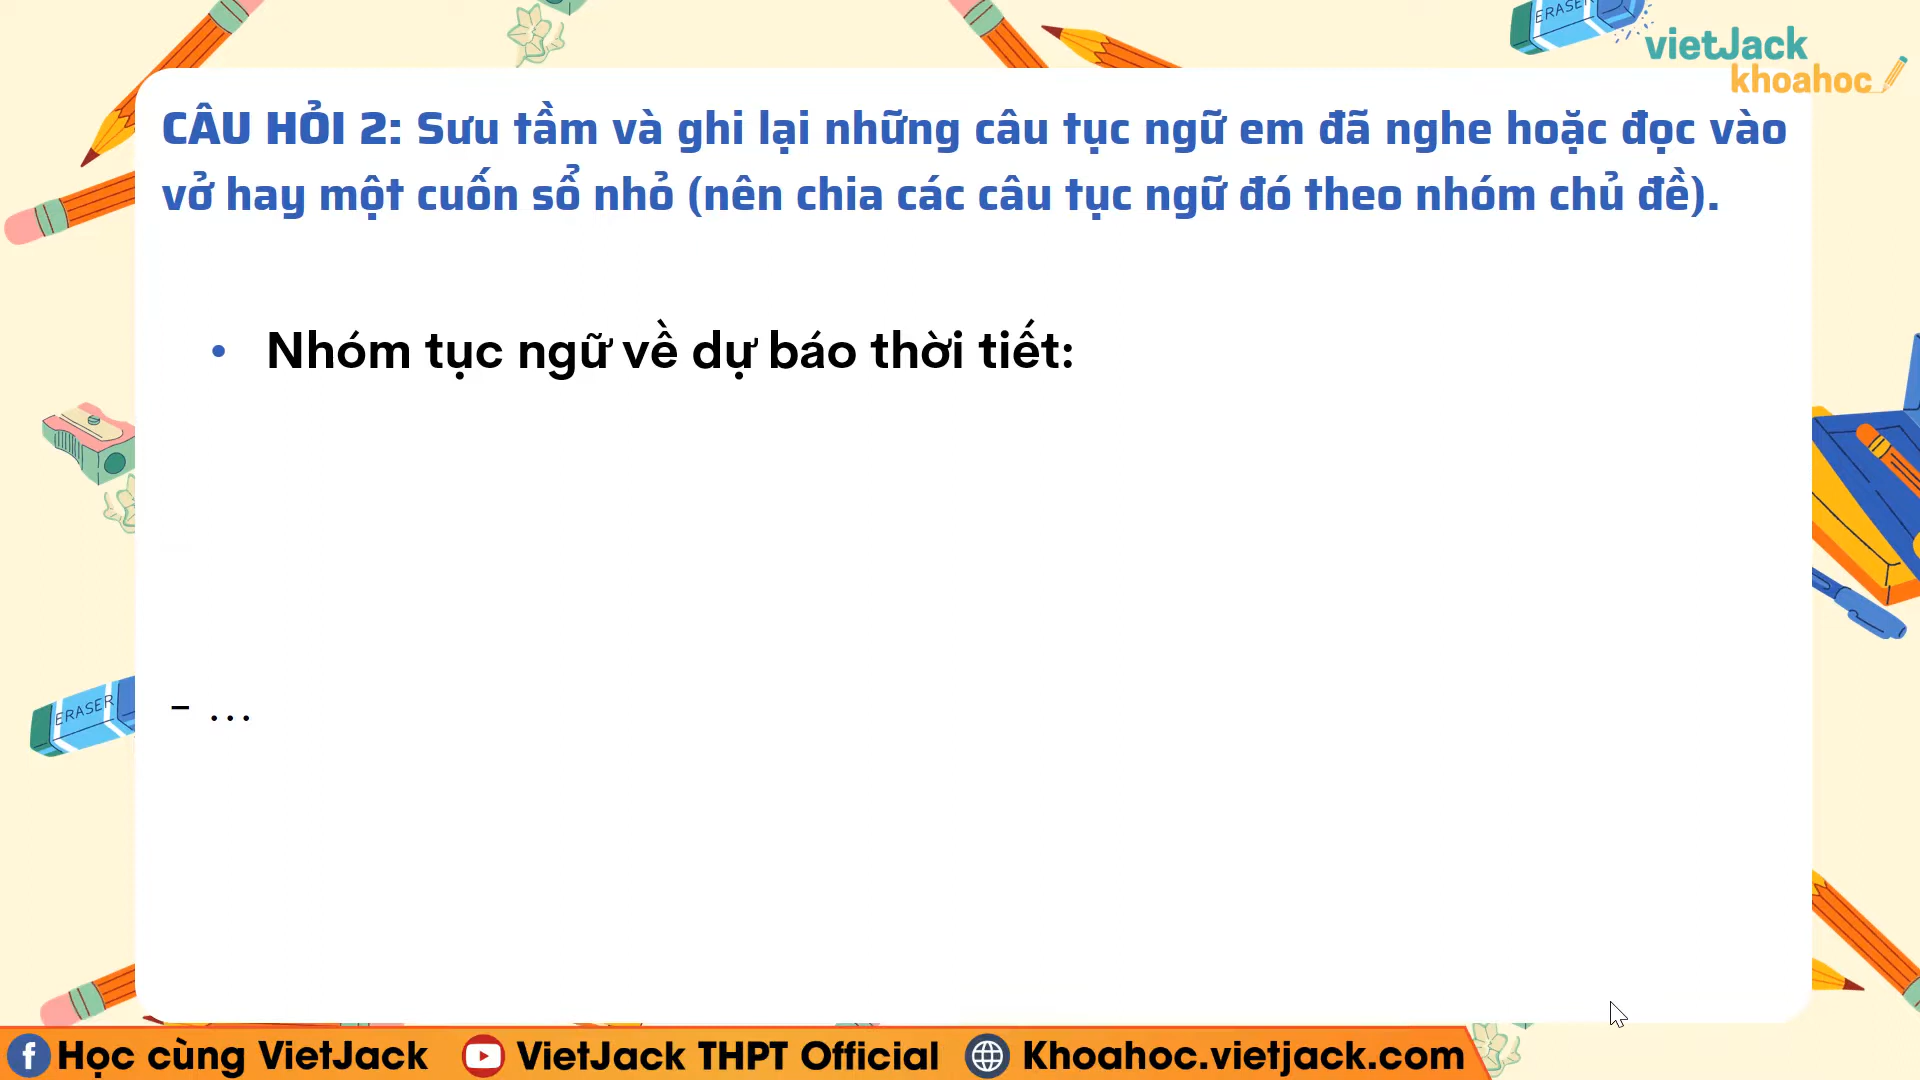 vietJack
khoahoc
ERASER
CÂU HỎI 2: Sưu tầm và ghi lại những câu tục ngữ em đã nghe hoặc đọc vào
vở hay một cuốn sổ nhỏ (nên chia các câu tục ngữ đó theo nhóm chủ đề).
• Nhóm tục ngữ về dự báo thời tiết:
ERASER
- ...
Học cùng VietJack
VietJack THPT Official
Khoahoc.vietjack.com